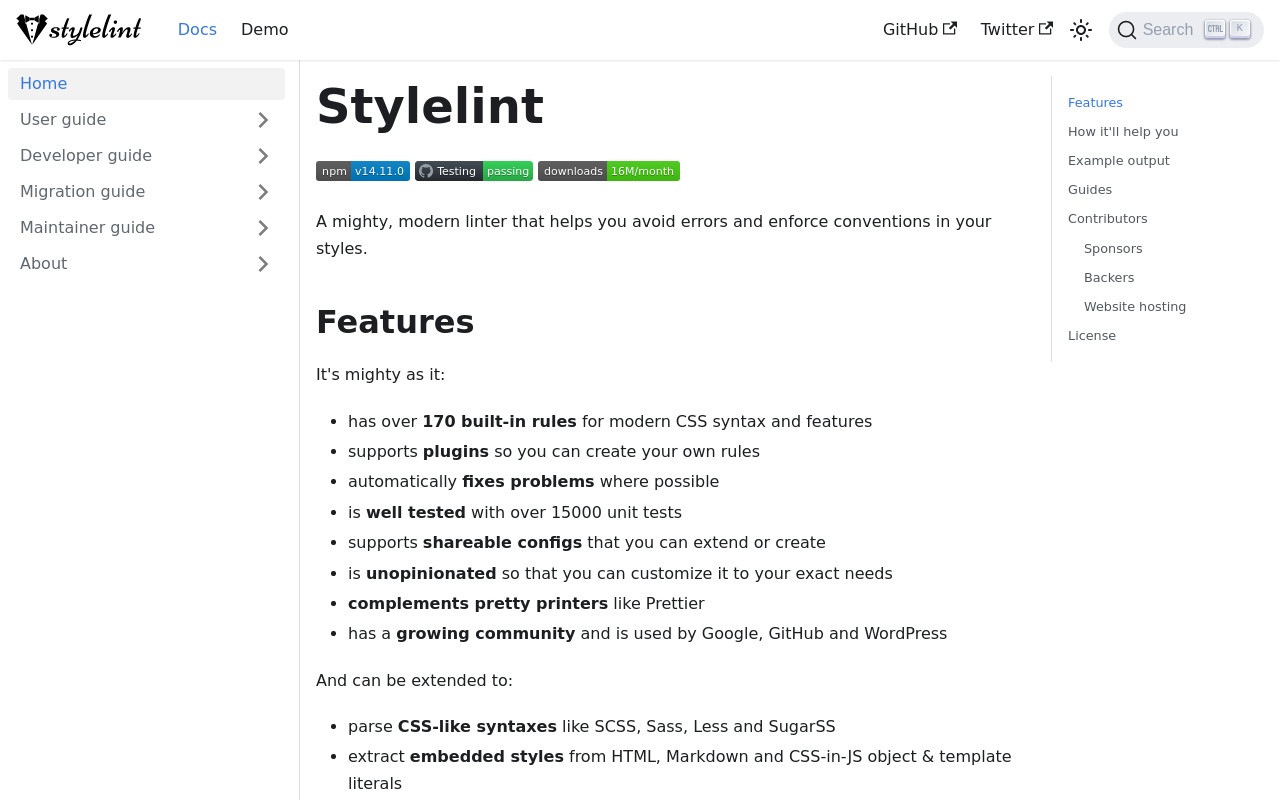 stylelint
Docs
Demo
GitHub
Twitter
Search
CTRL
K
Home
User guide
Developer guide
Migration guide
Maintainer guide
About
Stylelint
npm v14.11.0
Testing passing
downloads 16M/month
A mighty, modern linter that helps you avoid errors and enforce conventions in your
styles.
Features
It's mighty as it:
has over 170 built-in rules for modern CSS syntax and features
supports plugins so you can create your own rules
automatically fixes problems where possible
is well tested with over 15000 unit tests
supports shareable configs that you can extend or create
is unopinionated so that you can customize it to your exact needs
complements pretty printers like Prettier
has a growing community and is used by Google, GitHub and WordPress
And can be extended to:
parse CSS-like syntaxes like SCSS, Sass, Less and SugarSS
extract embedded styles from HTML, Markdown and CSS-in-JS object & template
literals
Features
How it'll help you
Example output
Guides
Contributors
Sponsors
Backers
Website hosting
License